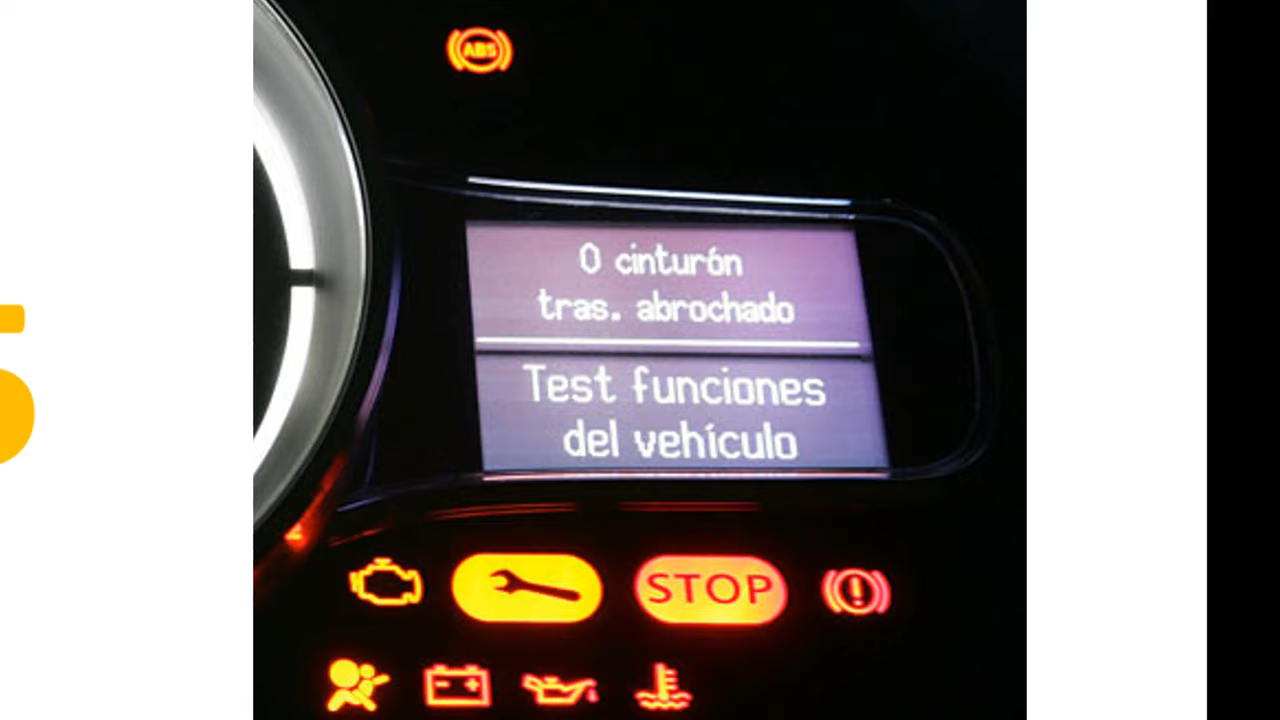 ABS
0 cinturón
tras. abrochado
Test funciones
del vehículo
STOP